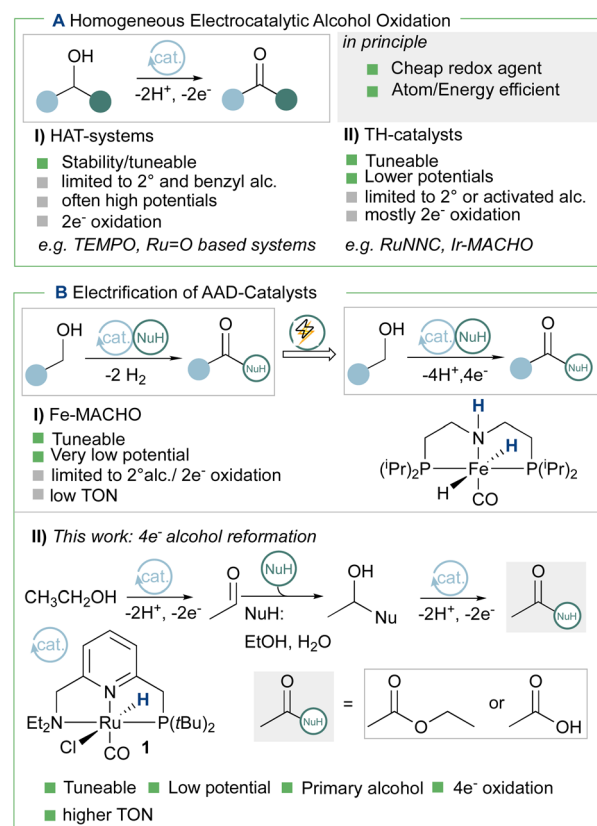 A Homogeneous Electrocatalytic Alcohol Oxidation
OH
cat.
-2H+, -2e-
O
in principle
Cheap redox agent
Atom/Energy efficient
I) HAT-systems
Stability/tuneable
limited to 2° and benzyl alc.
often high potentials
2e- oxidation
e.g. TEMPO, Ru=O based systems
II) TH-catalysts
Tuneable
Lower potentials
limited to 2° or activated alc.
mostly 2e- oxidation
e.g. RuNNC, Ir-MACHO
B Electrification of AAD-Catalysts
OH
cat. NuH
-2 H2
O
NuH
OH
cat. NuH
-4H+,4e-
O
NuH
I) Fe-MACHO
Tuneable
Very low potential
limited to 2°alc./ 2e- oxidation
low TON
H
N H
(iPr)2P Fe P(iPr)2
H
CO
II) This work: 4e- alcohol reformation
CH3CH2OH
cat.
-2H+, -2e-
O
NuH
NuH:
EtOH, H2O
OH
Nu
cat.
-2H+, -2e-
O
NuH
cat.
N H
Et2N Ru P(tBu)2
Cl
CO 1
O
NuH
=
O
O
or
O
OH
Tuneable Low potential Primary alcohol 4e- oxidation
higher TON